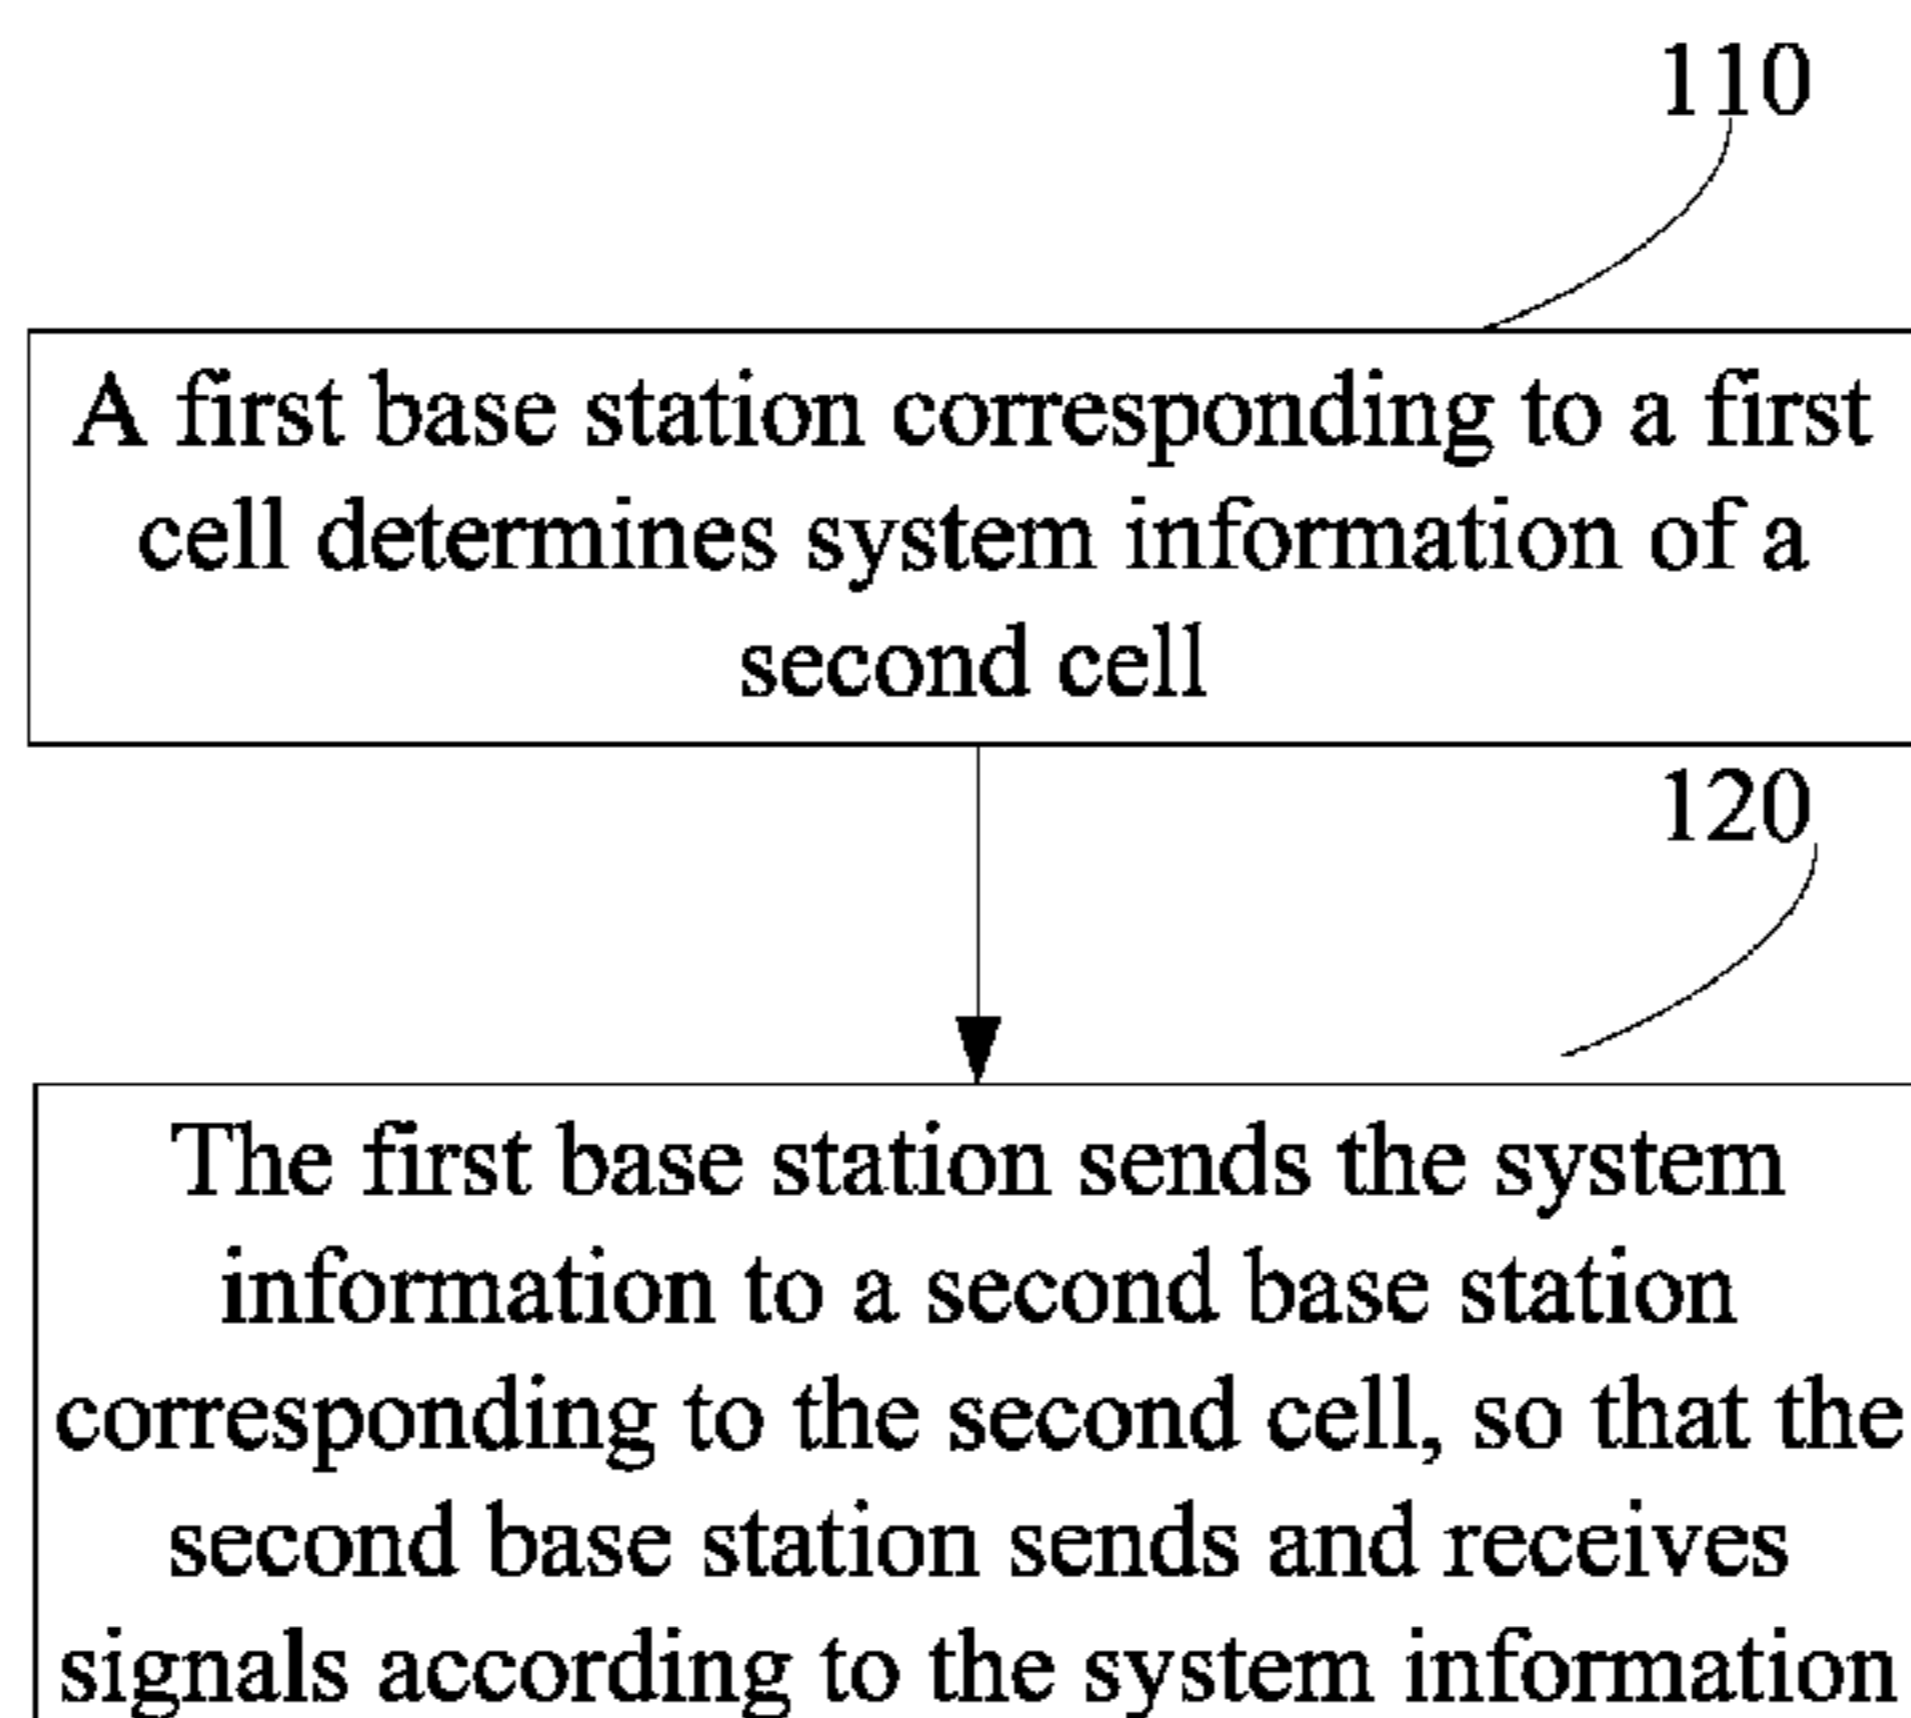 110
A first base station corresponding to a first
cell determines system information of a
second cell
120
The first base station sends the system
information to a second base station
corresponding to the second cell, so that the
second base station sends and receives
signals according to the system information